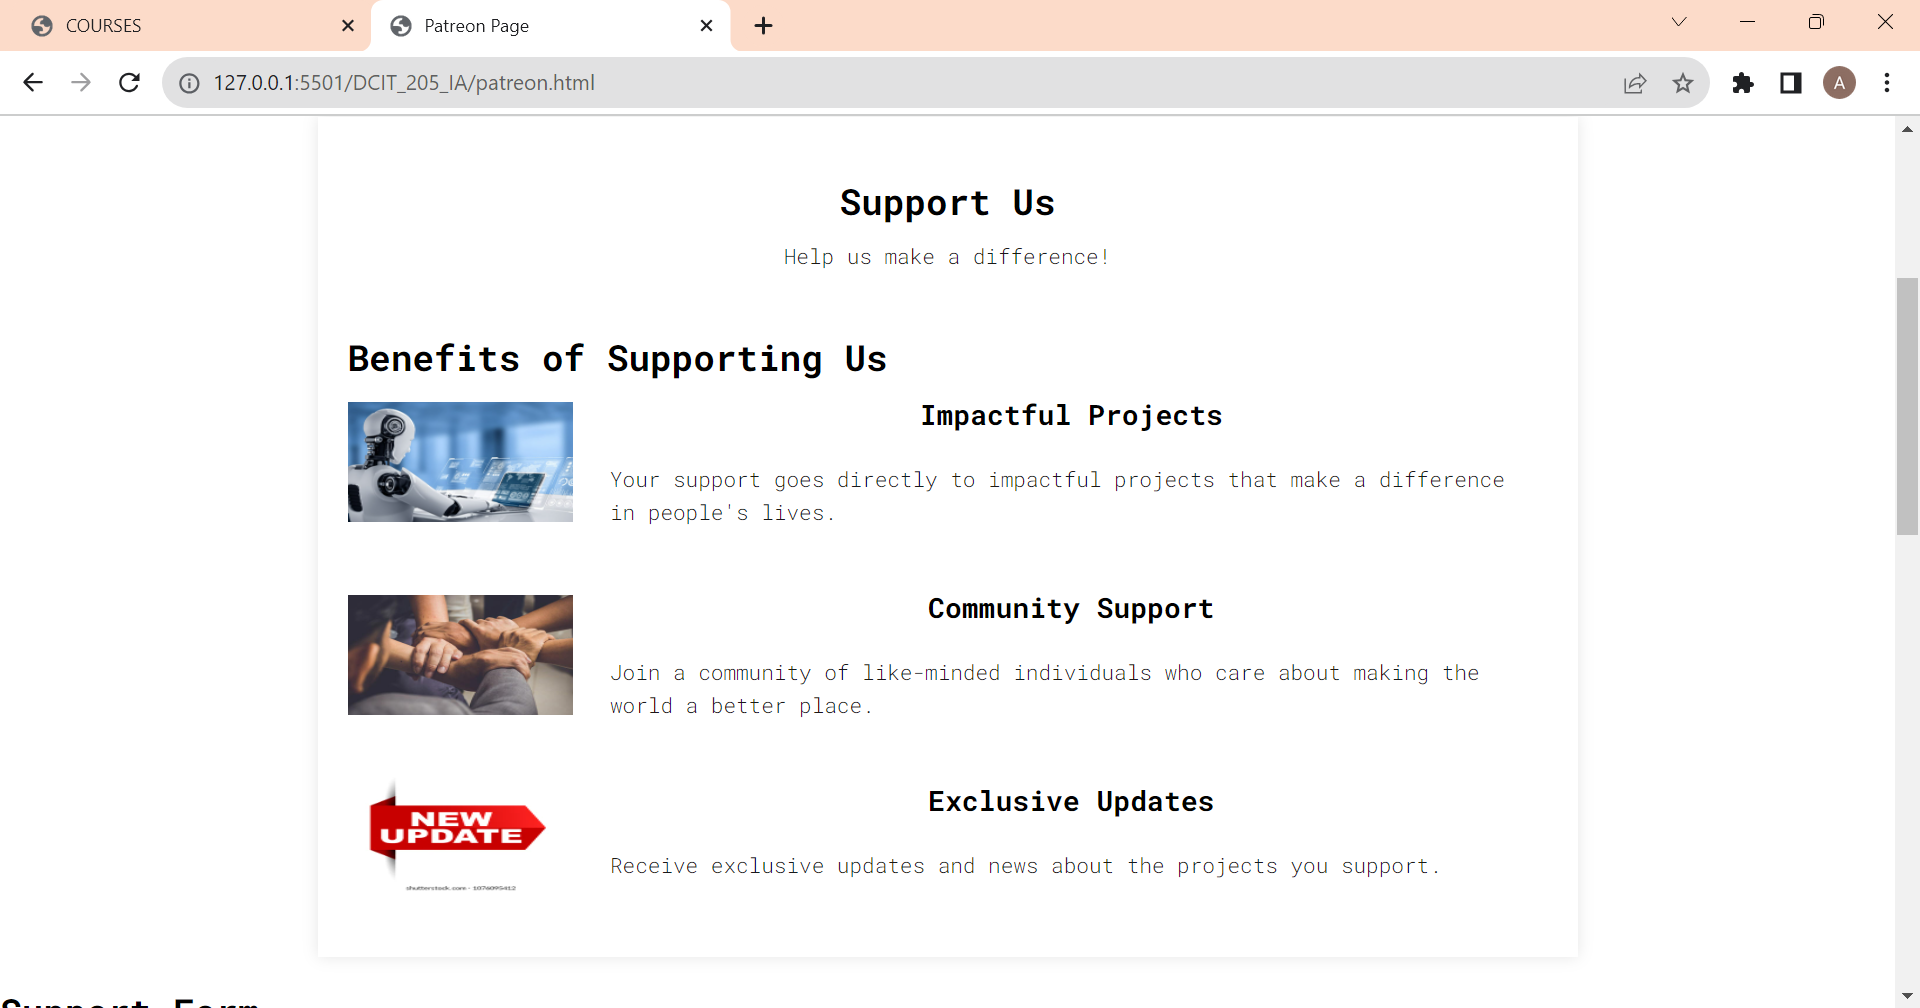 COURSES
Patreon Page
127.0.0.1:5501/DCIT_205_IA/patreon.html
A
Support Us
Help us make a difference!
Benefits of Supporting Us
Impactful Projects
Your support goes directly to impactful projects that make a difference
in people's lives.
Community Support
Join a community of like-minded individuals who care about making the
world a better place.
NEW
UPDATE
shutterstock.com · 1076095412
Exclusive Updates
Receive exclusive updates and news about the projects you support.
Support Form